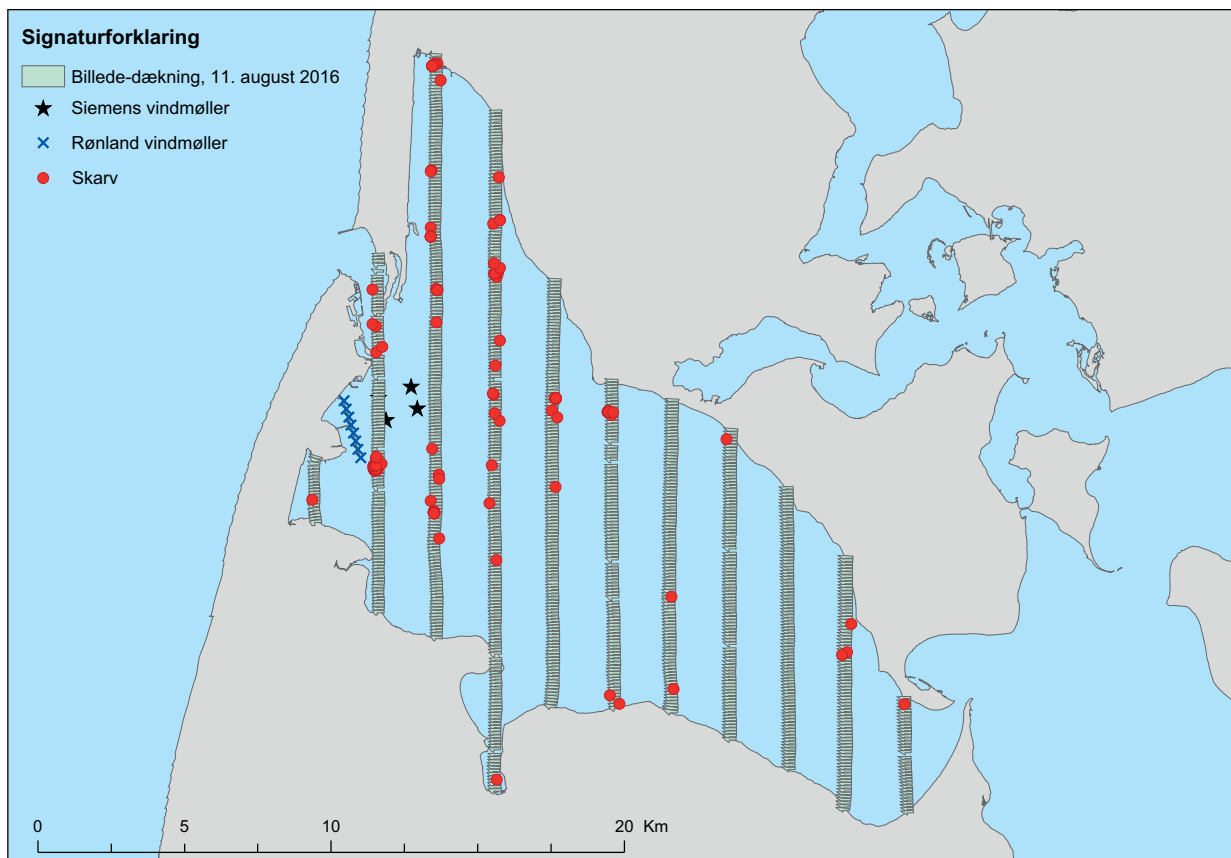 Signaturforklaring
Billede-dækning, 11. august 2016
Siemens vindmøller
Rønland vindmøller
Skarv
0 5 10 20 Km